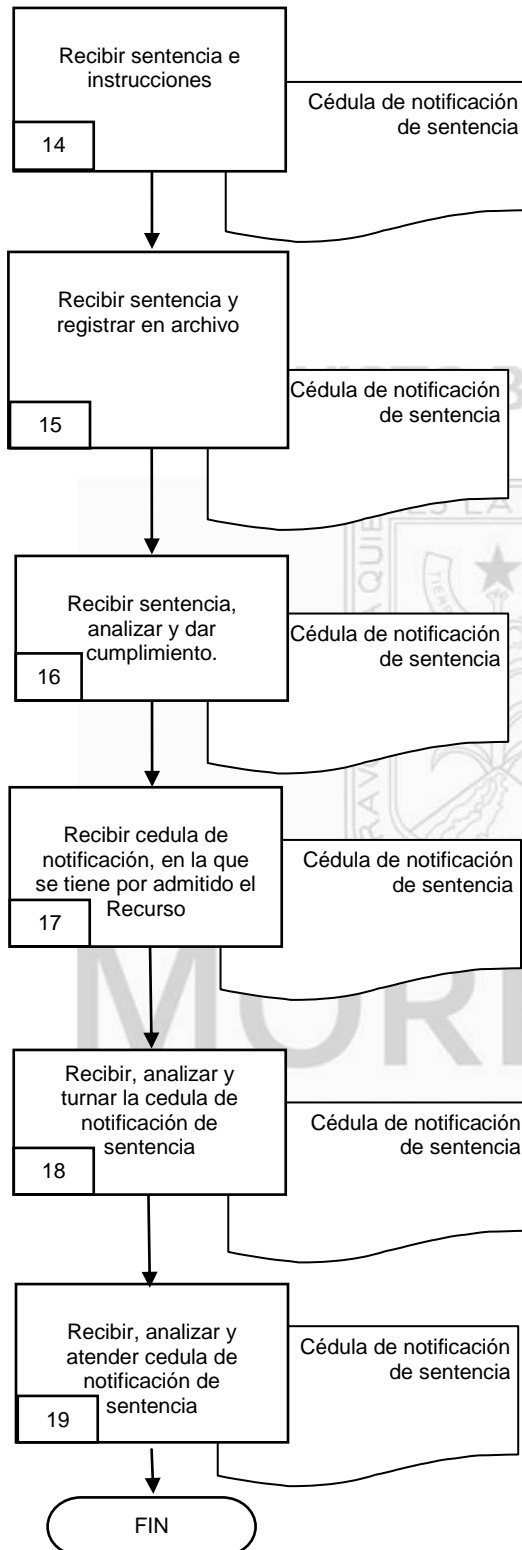 Recibir sentencia e
instrucciones
14
Cédula de notificación
de sentencia
Recibir sentencia y
registrar en archivo
15
Cédula de notificación
de sentencia
Recibir sentencia,
analizar y dar
cumplimiento.
16
Cédula de notificación
de sentencia
Recibir cedula de
notificación, en la que
se tiene por admitido el
Recurso
17
Cédula de notificación
de sentencia
Recibir, analizar y
turnar la cedula de
notificación de
sentencia
18
Cédula de notificación
de sentencia
Recibir, analizar y
atender cedula de
notificación de
sentencia
19
Cédula de notificación
de sentencia
FIN